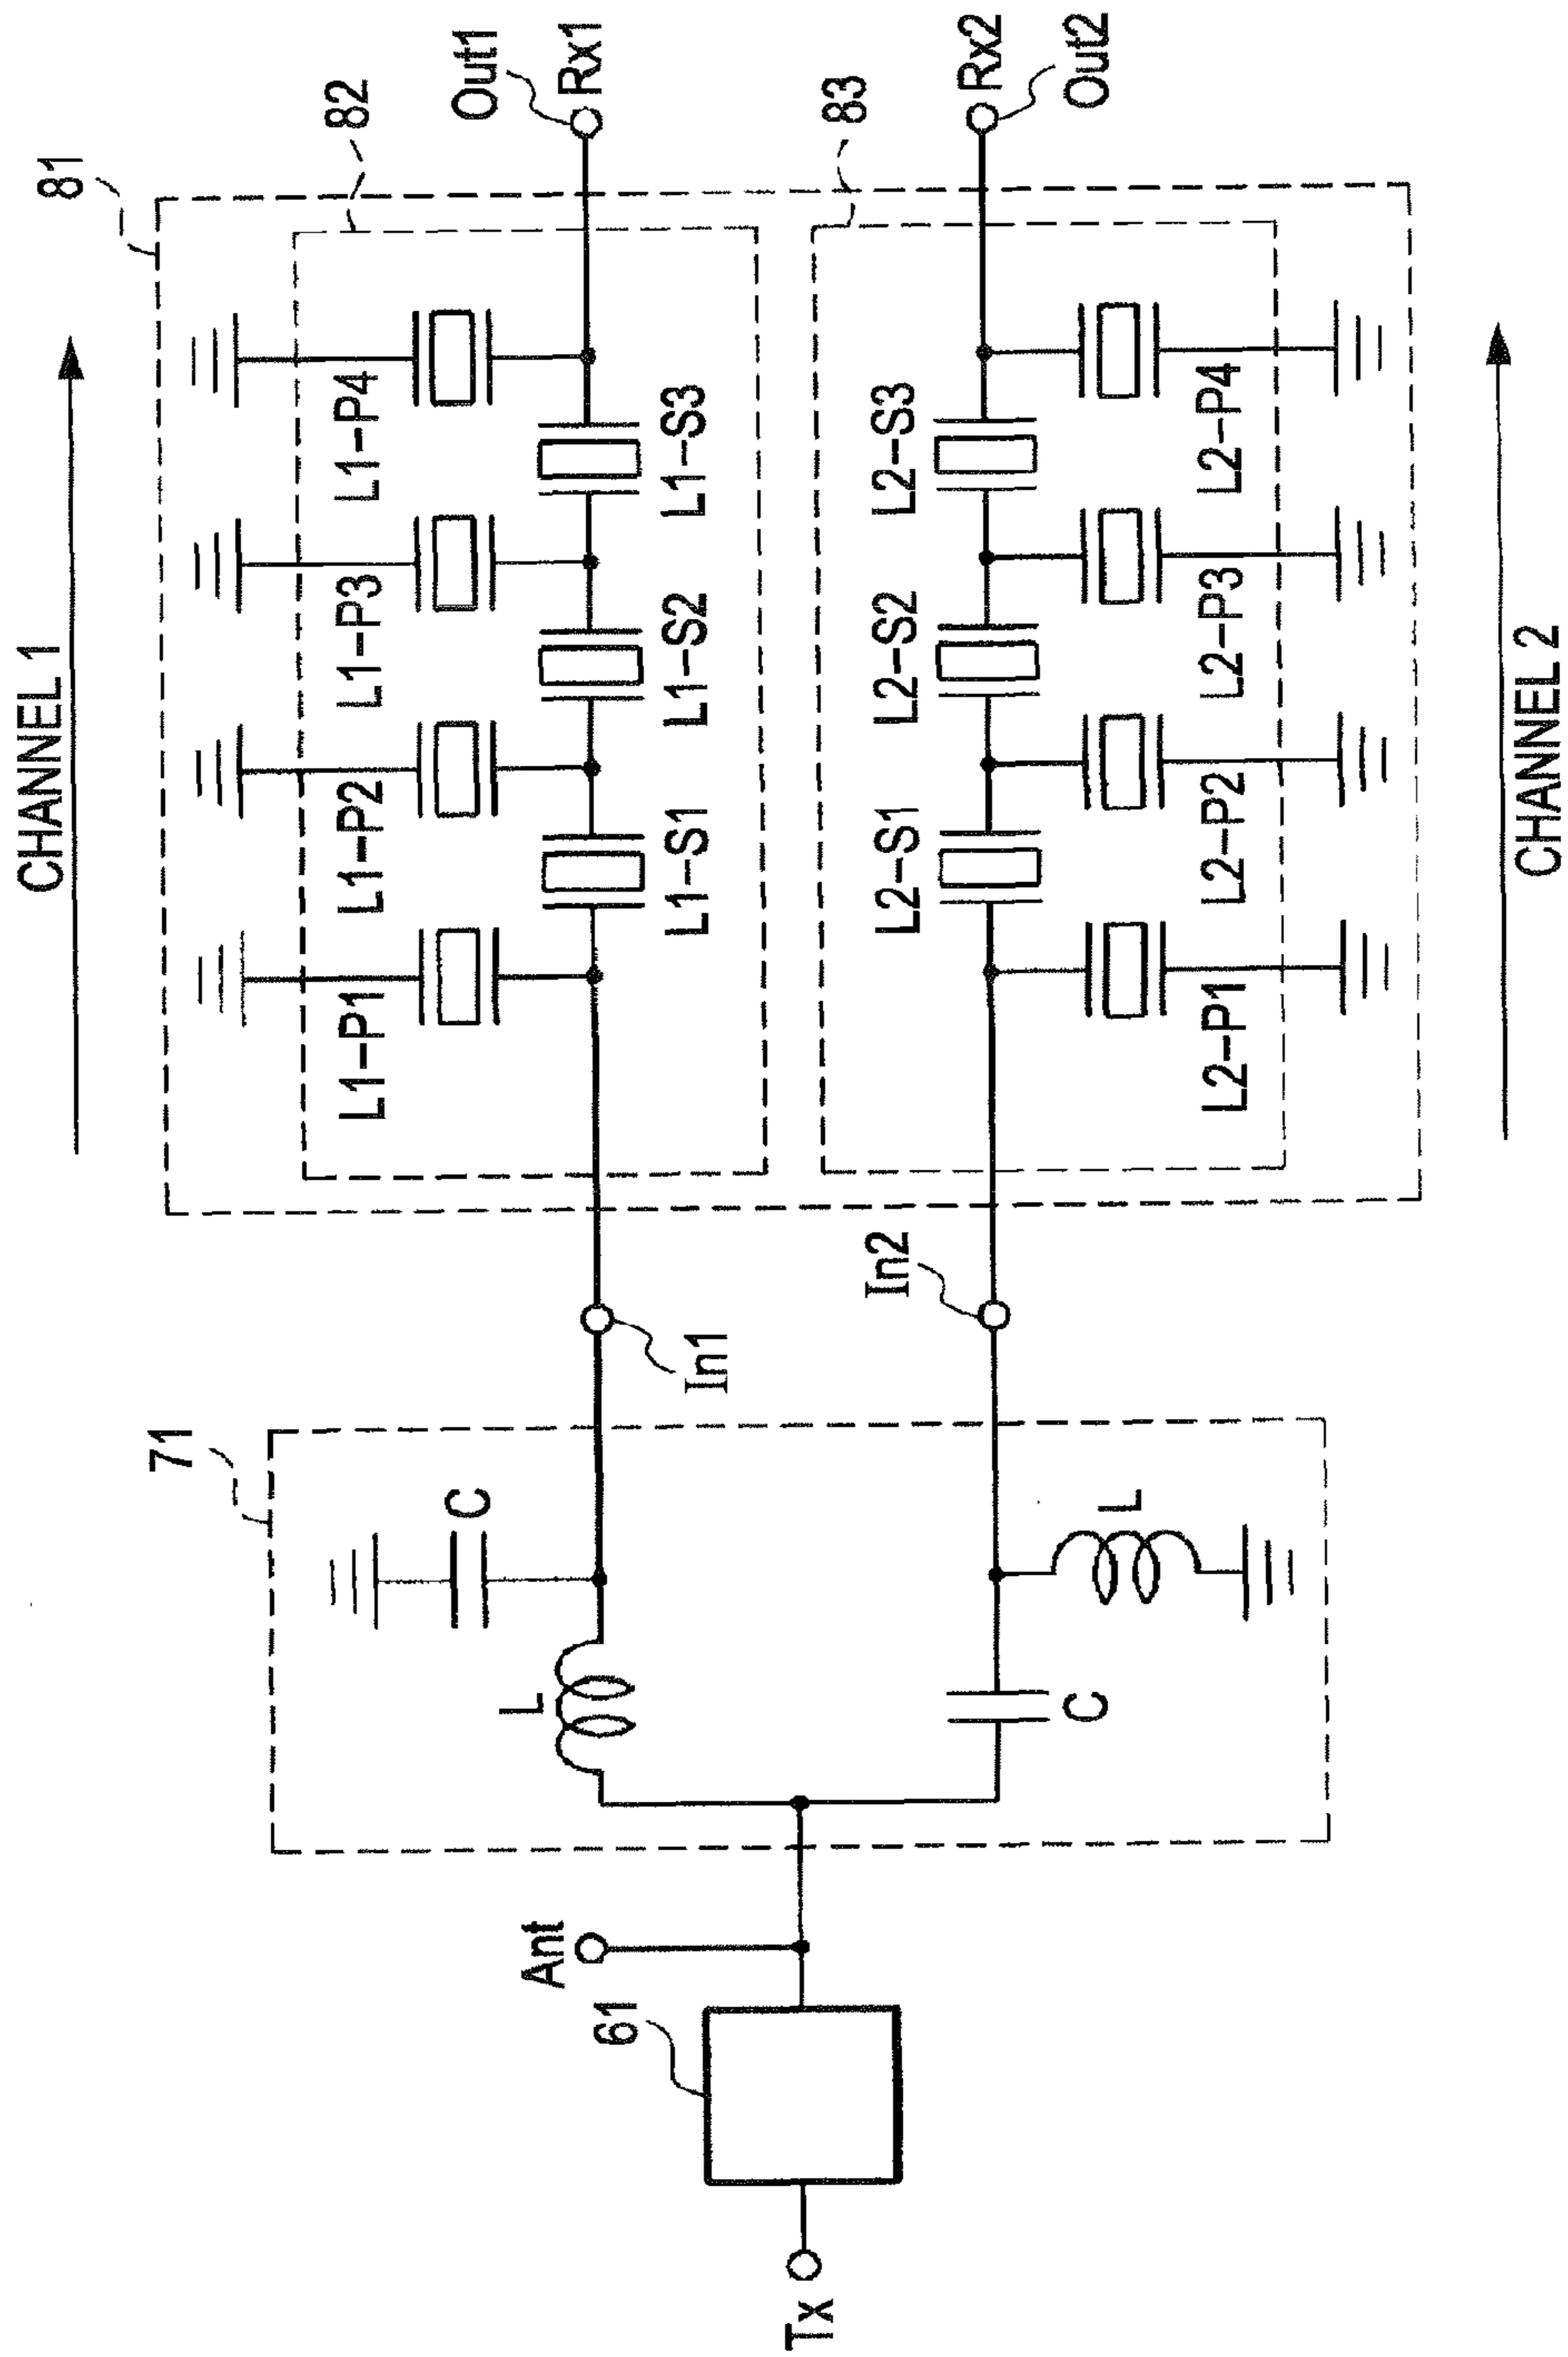 CHANNEL 1
81
82
Out1
Rx1
L1-P1
L1-P2
L1-P3
L1-P4
L1-S1
L1-S2
L1-S3
71
C
L
In1
Ant
61
Tx
In2
C
L
83
Rx2
Out2
L2-S1
L2-S2
L2-S3
L2-P1
L2-P2
L2-P3
L2-P4
CHANNEL 2